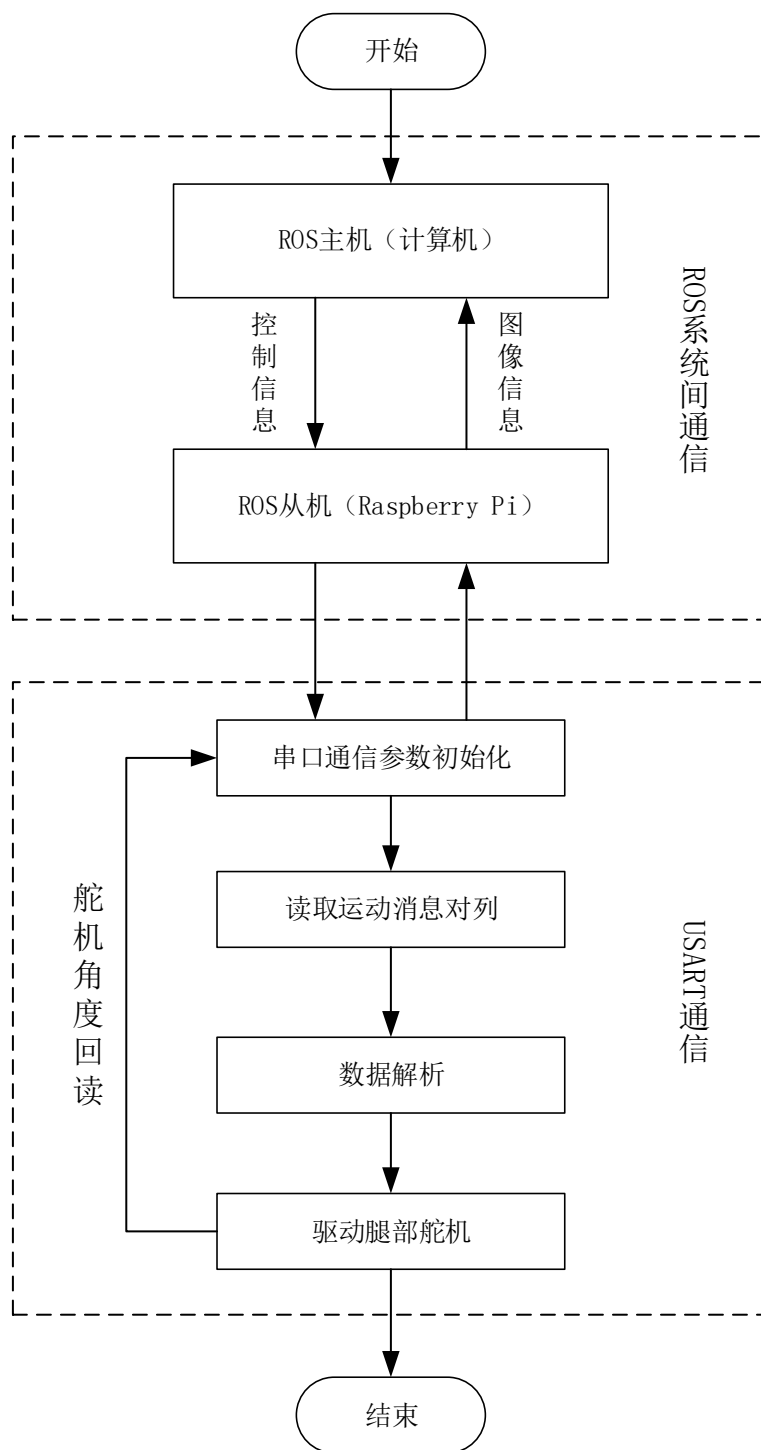 开始
ROS主机（计算机）
控制信息
图像信息
ROS系统间通信
ROS从机（Raspberry Pi）
串口通信参数初始化
读取运动消息对列
舵机角度回读
USART通信
数据解析
驱动腿部舵机
结束